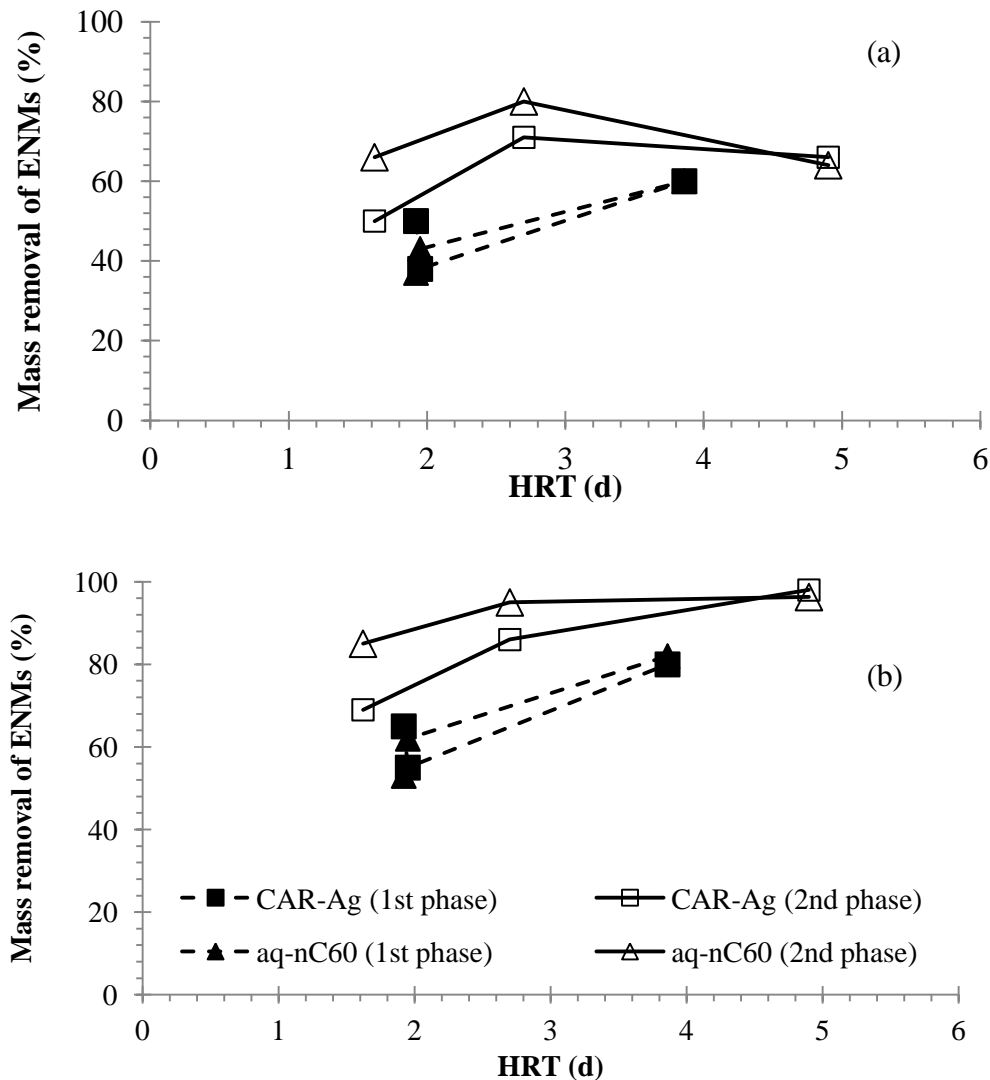 Mass removal of ENMs (%)
100
80
60
40
20
0
(a)
0 1 2 3 4 5 6
HRT (d)
Mass removal of ENMs (%)
100
80
60
40
20
0
(b)
CAR-Ag (1st phase)
CAR-Ag (2nd phase)
aq-nC60 (1st phase)
aq-nC60 (2nd phase)
0 1 2 3 4 5 6
HRT (d)